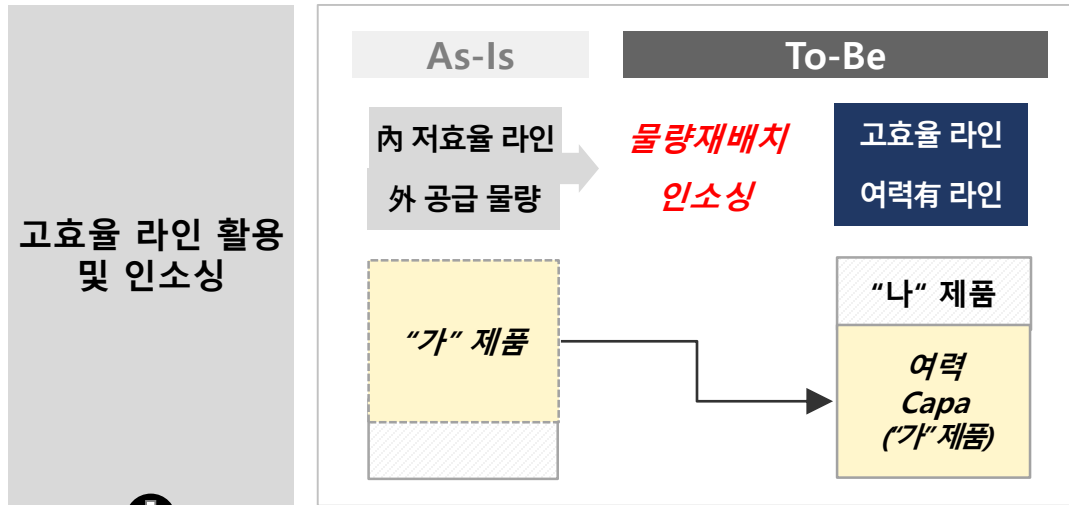 고효율 라인 활용
및 인소싱
As-Is
To-Be
內 저효율 라인
外 공급 물량
물량재배치
인소싱
고효율 라인
여력有 라인
“가” 제품
“나“ 제품
여력
Capa
(“가” 제품)